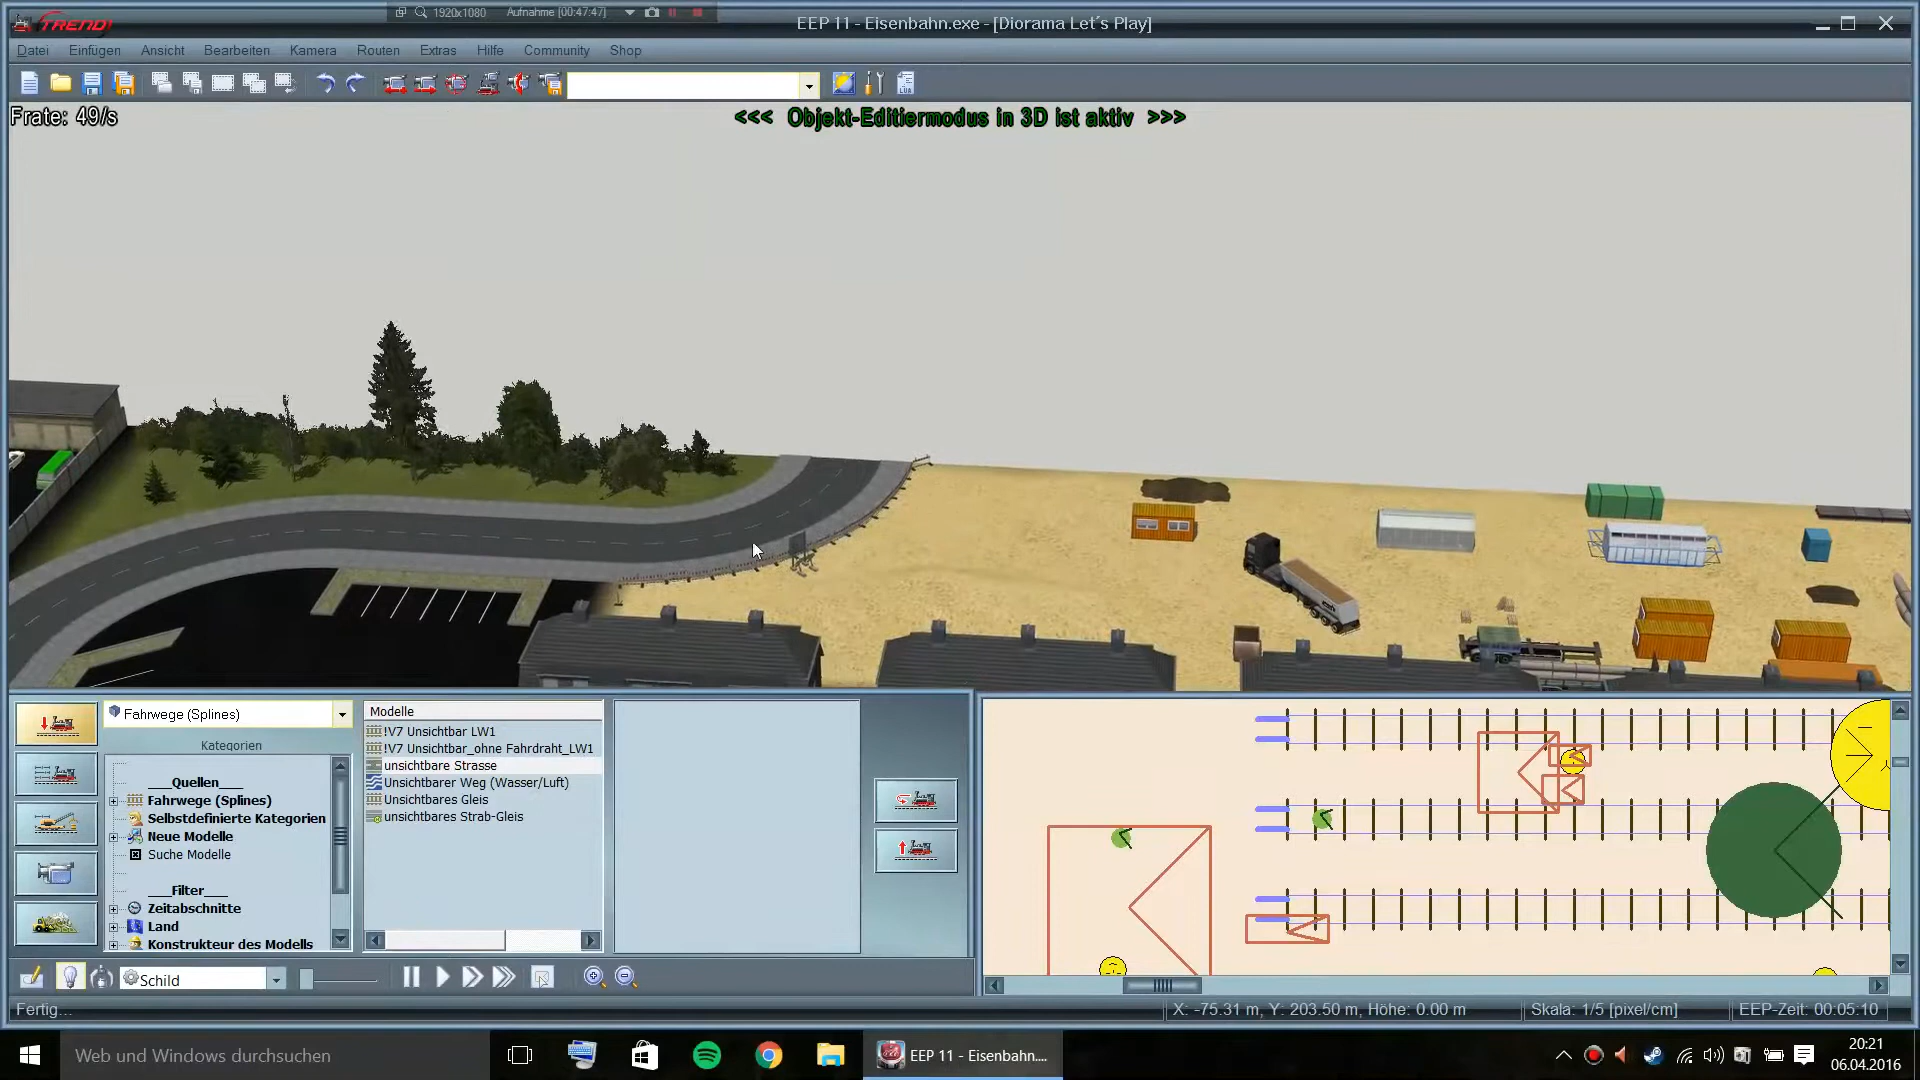 1920x1080 Aufnahme [00:47:47]
TREND
EEP 11 - Eisenbahn.exe - [Diorama Let´s Play]
Datei Einfügen Ansicht Bearbeiten Kamera Routen Extras Hilfe Community Shop
LUA
Frate: 49/s
<<< Objekt-Editiermodus in 3D ist aktiv >>>
Fahrwege (Splines)
Kategorien
___Quellen___
Fahrwege (Splines)
Selbstdefinierte Kategorien
Neue Modelle
Suche Modelle
___Filter___
Zeitabschnitte
Land
Konstrukteur des Modells
Modelle
!V7 Unsichtbar LW1
!V7 Unsichtbar_ohne Fahrdraht_LW1
unsichtbare Strasse
Unsichtbarer Weg (Wasser/Luft)
Unsichtbares Gleis
unsichtbares Strab-Gleis
Schild
Fertig...
X: -75.31 m, Y: 203.50 m, Höhe: 0.00 m
Skala: 1/5 [pixel/cm]
EEP-Zeit: 00:05:10
Web und Windows durchsuchen
EEP 11 - Eisenbahn....
20:21
06.04.2016